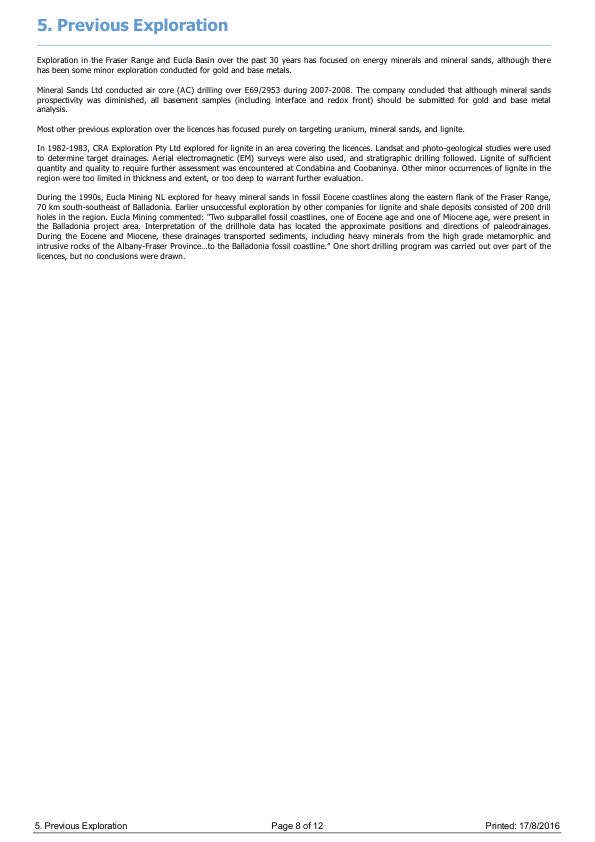 5. Previous Exploration
Exploration in the Fraser Range and Eucla Basin over the past 30 years has focused on energy minerals and mineral sands, although there
has been some minor exploration conducted for gold and base metals.
Mineral Sands Ltd conducted air core (AC) drilling over E69/2953 during 2007-2008. The company concluded that although mineral sands
prospectivity was diminished, all basement samples (including interface and redox front) should be submitted for gold and base metal
analysis.
Most other previous exploration over the licences has focused purely on targeting uranium, mineral sands, and lignite.
In 1982-1983, CRA Exploration Pty Ltd explored for lignite in an area covering the licences. Landsat and photo-geological studies were used
to determine target drainages. Aerial electromagnetic (EM) surveys were also used, and stratigraphic drilling followed. Lignite of sufficient
quantity and quality to require further assessment was encountered at Condabina and Coobaninya. Other minor occurrences of lignite in the
region were too limited in thickness and extent, or too deep to warrant further evaluation.
During the 1990s, Eucla Mining NL explored for heavy mineral sands in fossil Eocene coastlines along the eastern flank of the Fraser Range,
70 km south-southeast of Balladonia. Earlier unsuccessful exploration by other companies for lignite and shale deposits consisted of 200 drill
holes in the region. Eucla Mining commented: "Two subparallel fossil coastlines, one of Eocene age and one of Miocene age, were present in
the Balladonia project area. Interpretation of the drillhole data has located the approximate positions and directions of paleodrainages.
During the Eocene and Miocene, these drainages transported sediments, including heavy minerals from the high grade metamorphic and
intrusive rocks of the Albany-Fraser Province...to the Balladonia fossil coastline." One short drilling program was carried out over part of the
licences, but no conclusions were drawn.
5. Previous Exploration
Page 8 of 12
Printed: 17/8/2016